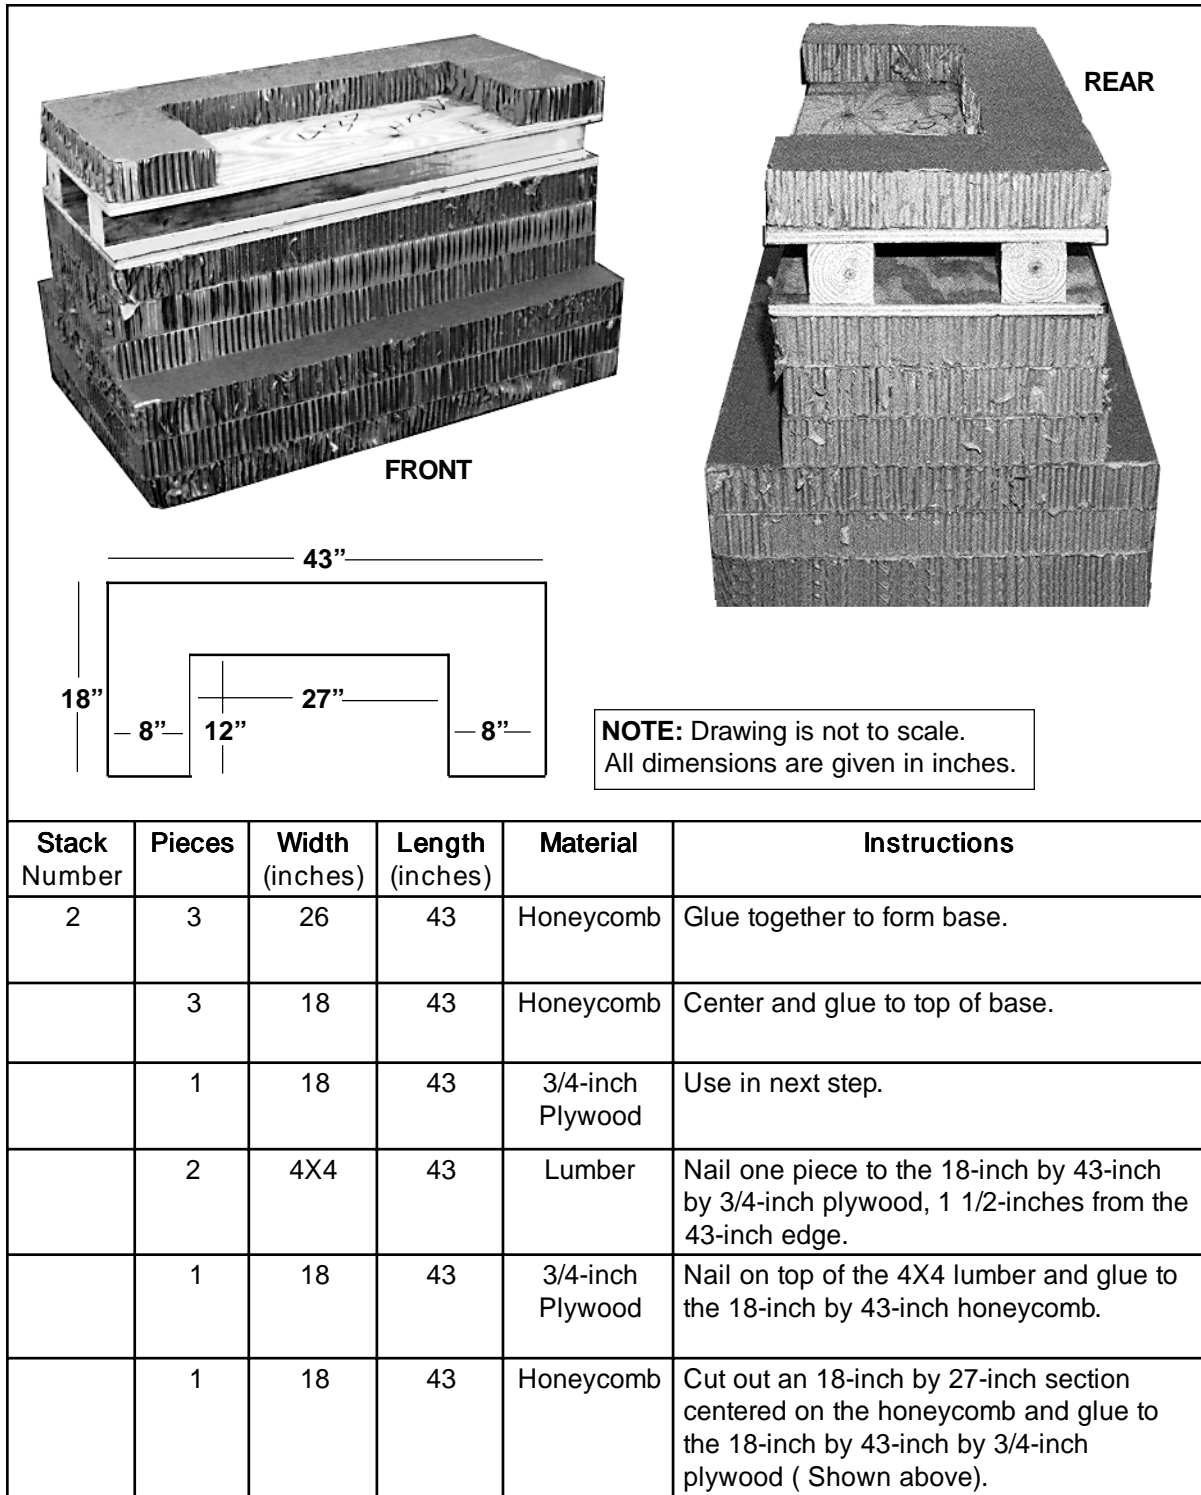 REAR
FRONT
43”
18”
8” 12” 27” 8”
NOTE: Drawing is not to scale.
All dimensions are given in inches.
Stack Number Pieces Width (inches) Length (inches) Material Instructions
2 3 26 43 Honeycomb Glue together to form base.
3 18 43 Honeycomb Center and glue to top of base.
1 18 43 3/4-inch Plywood Use in next step.
2 4X4 43 Lumber Nail one piece to the 18-inch by 43-inch
by 3/4-inch plywood, 1 1/2-inches from the
43-inch edge.
1 18 43 3/4-inch Plywood Nail on top of the 4X4 lumber and glue to
the 18-inch by 43-inch honeycomb.
1 18 43 Honeycomb Cut out an 18-inch by 27-inch section
centered on the honeycomb and glue to
the 18-inch by 43-inch by 3/4-inch
plywood ( Shown above).